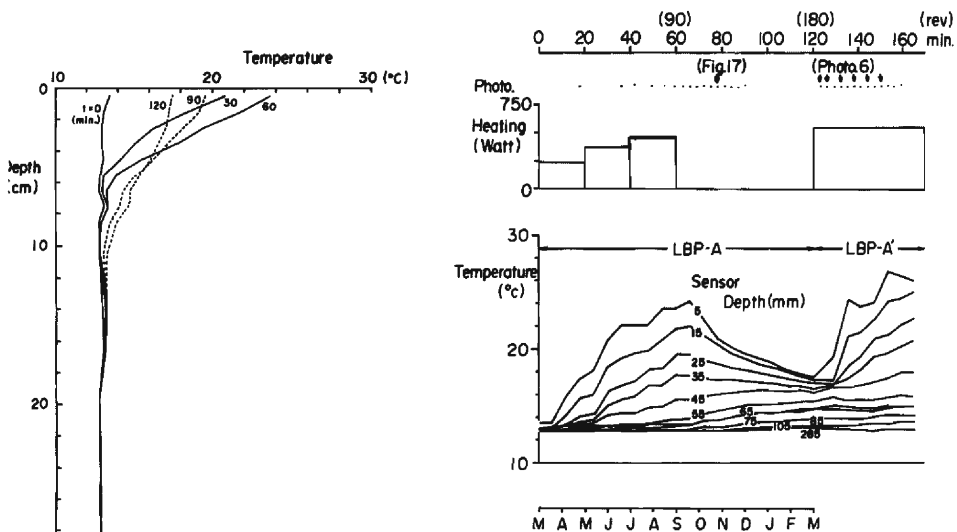 Temperature
10 20 30 (°C)
0
t=0 120 90 30 60
(min.)
Depth
(cm)
10
20
(90) (180) (rev)
0 20 40 60 80 100 120 140 160 min.
(Fig.17) (Photo.6)
Photo.
750
Heating
(Watt)
0
30
LBP-A LBP-A'
Temperature
(°c)
Sensor
Depth(mm)
20
5
15
25
35
45
55 65
75 105 85
265
10
M A M J J A S O N D J F M